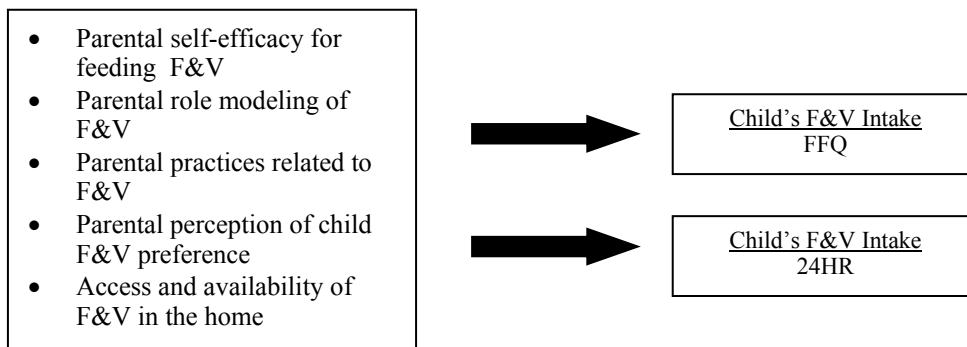 • Parental self-efficacy for
feeding F&V
• Parental role modeling of
F&V
• Parental practices related to
F&V
• Parental perception of child
F&V preference
• Access and availability of
F&V in the home
Child's F&V Intake
FFQ
Child's F&V Intake
24HR